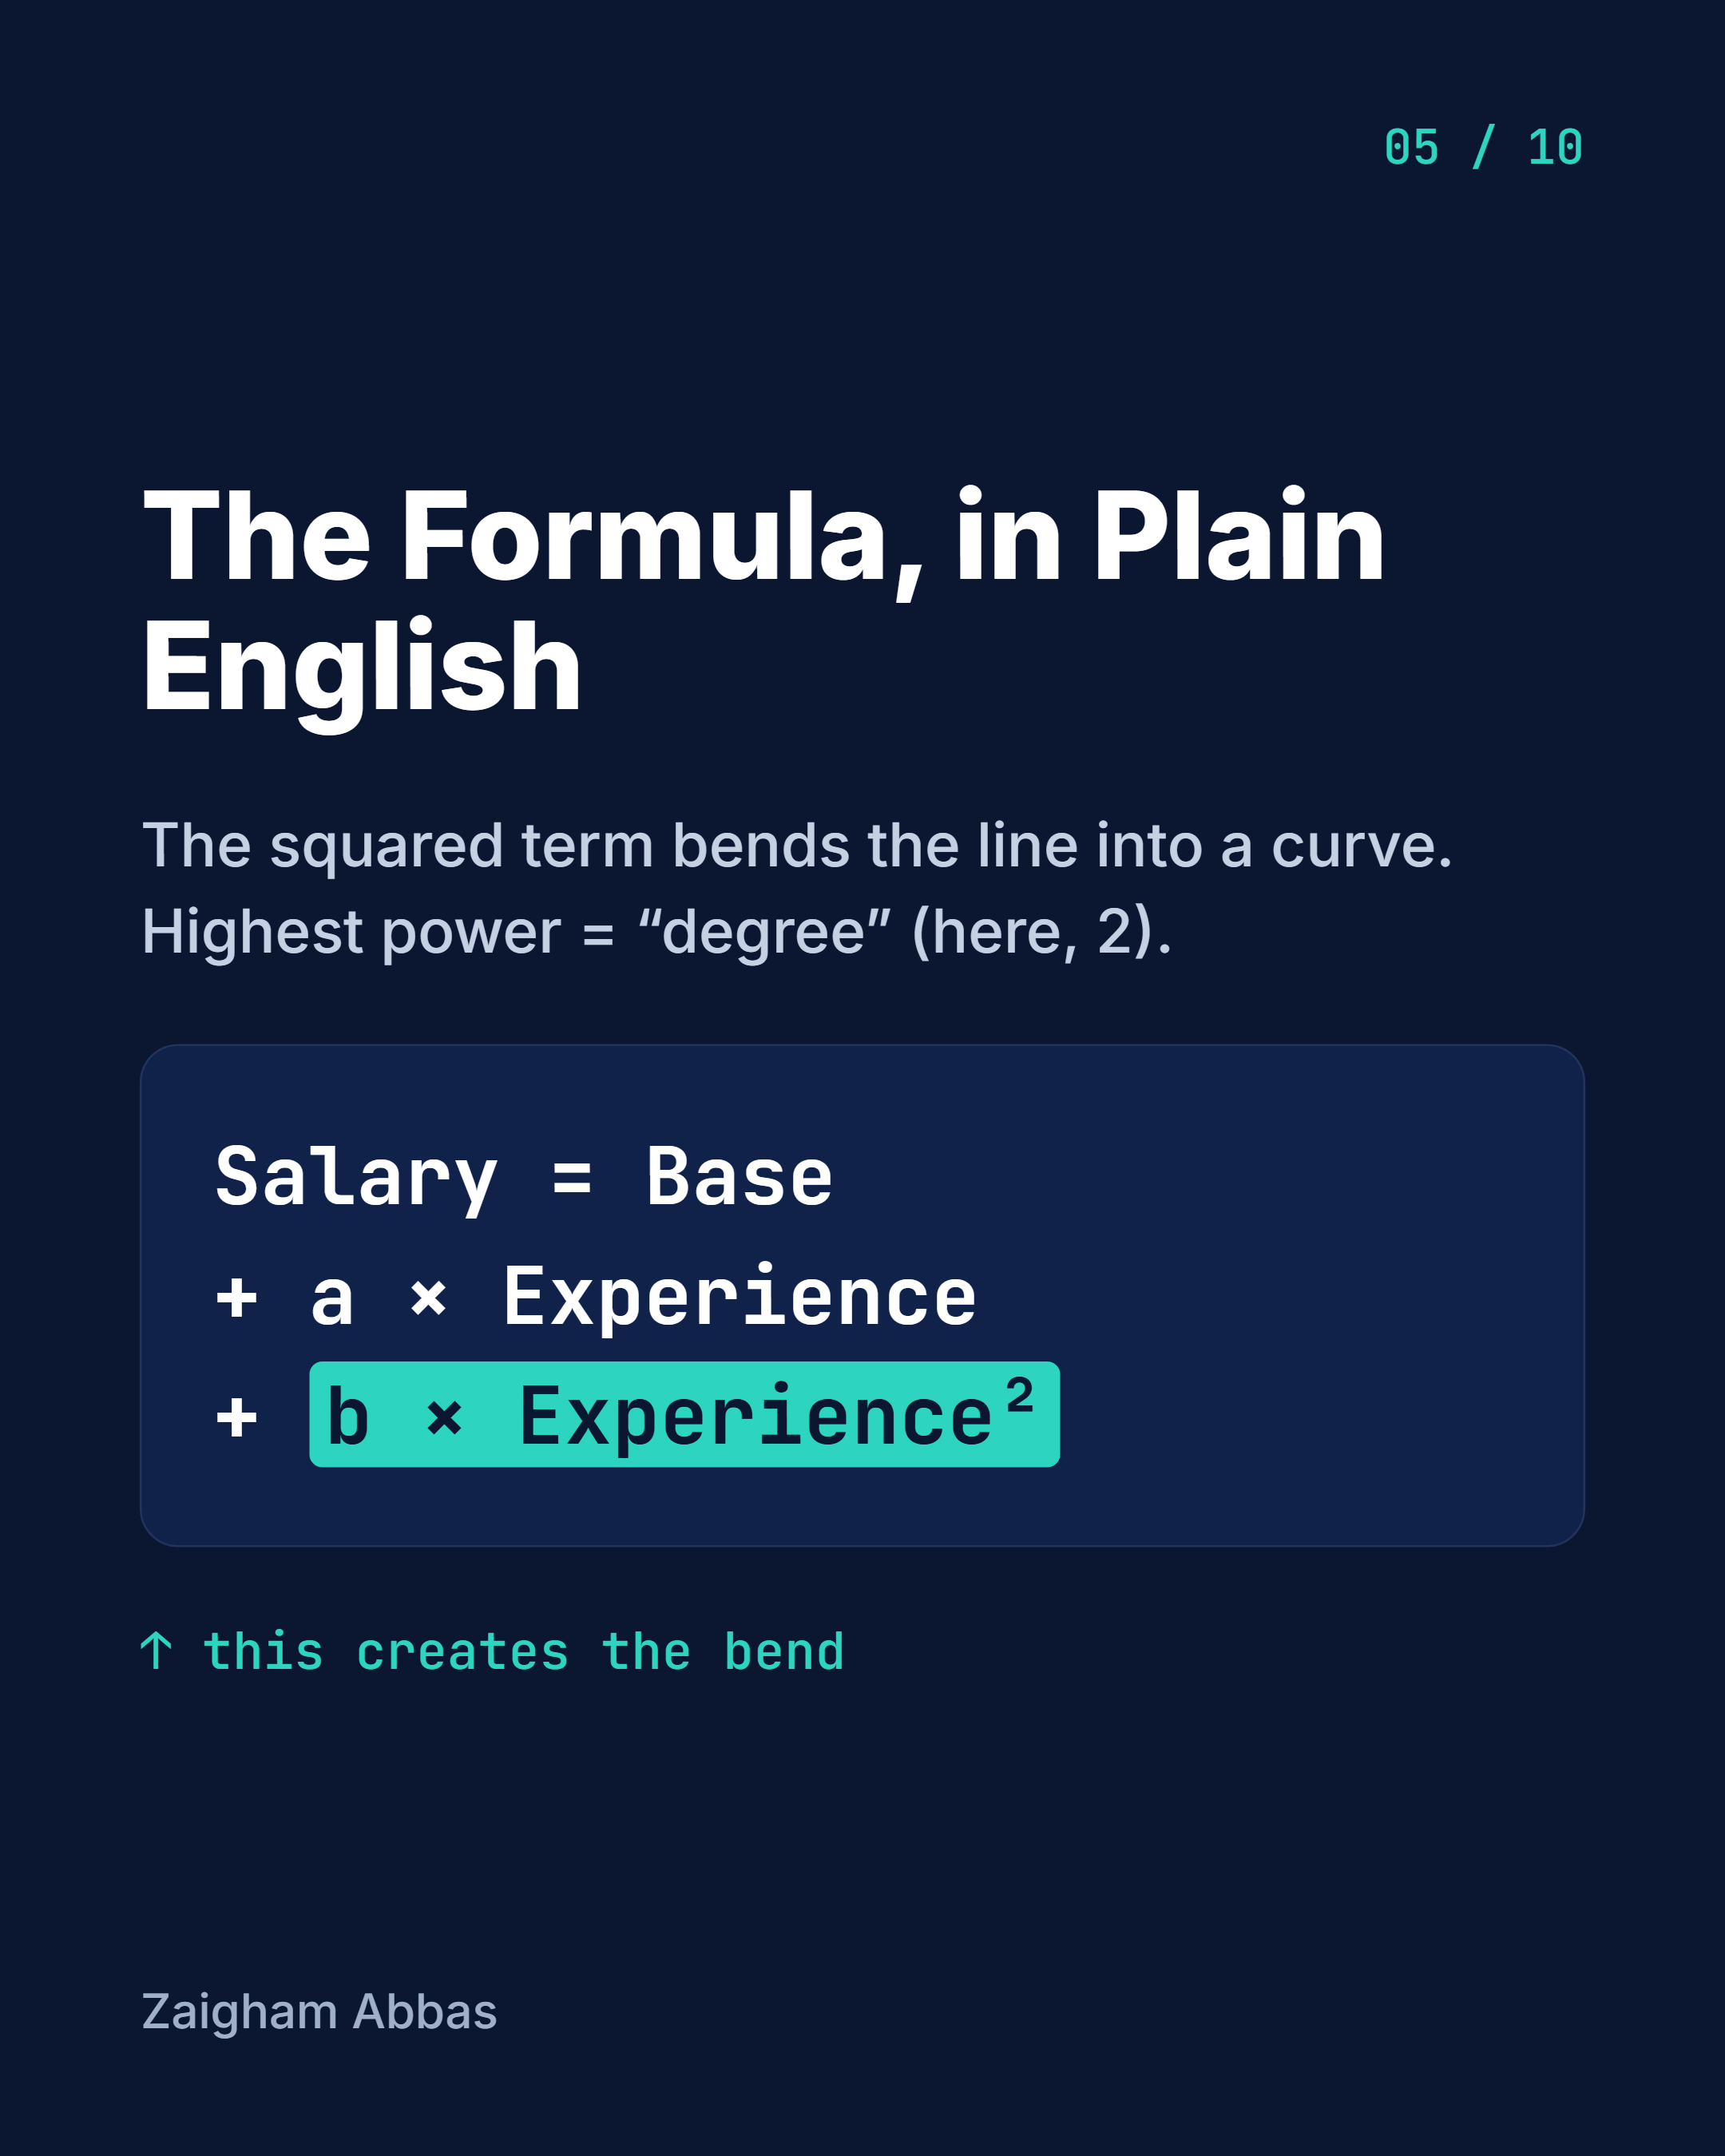 05 / 10
The Formula, in Plain
English
The squared term bends the line into a curve.
Highest power = “degree” (here, 2).
Salary = Base
+ a × Experience
+ b × Experience²
↑ this creates the bend
Zaigham Abbas